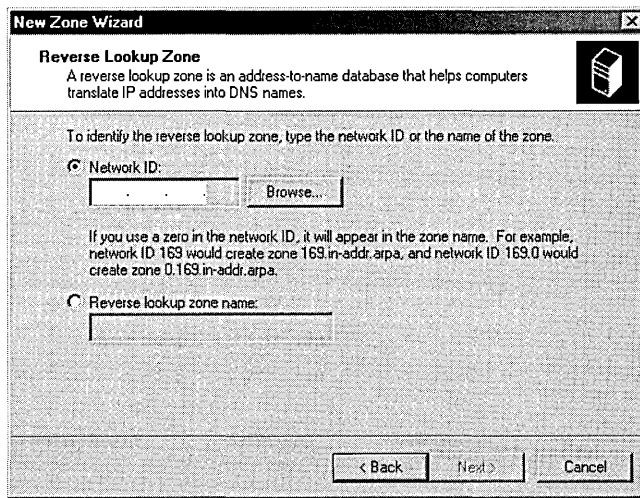 New Zone Wizard
Reverse Lookup Zone
A reverse lookup zone is an address-to-name database that helps computers
translate IP addresses into DNS names.
To identify the reverse lookup zone, type the network ID or the name of the zone.
Network ID:
Browse...
If you use a zero in the network ID, it will appear in the zone name. For example,
network ID 169 would create zone 169.in-addr.arpa, and network ID 169.0 would
create zone 0.169.in-addr.arpa.
Reverse lookup zone name:
< Back Next > Cancel